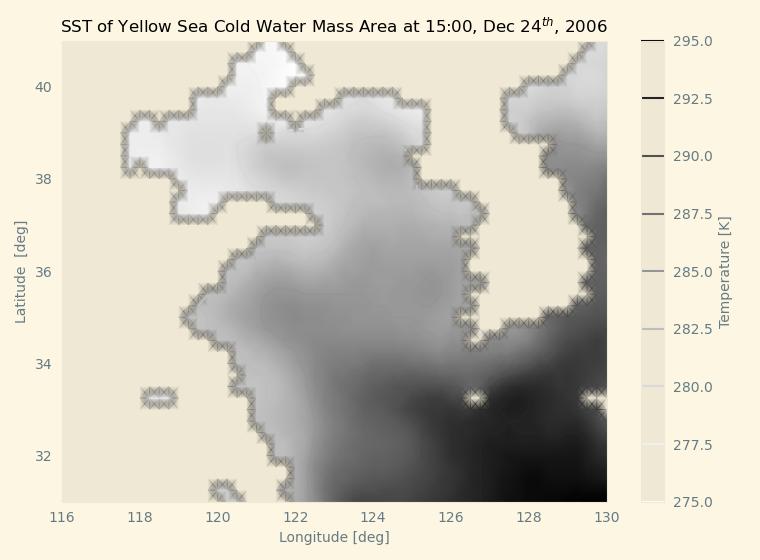 SST of Yellow Sea Cold Water Mass Area at 15:00, Dec 24th, 2006
40
38
36
34
32
Latitude [deg]
116 118 120 122 124 126 128 130
Longitude [deg]
295.0
292.5
290.0
287.5
285.0
282.5
280.0
277.5
275.0
Temperature [K]